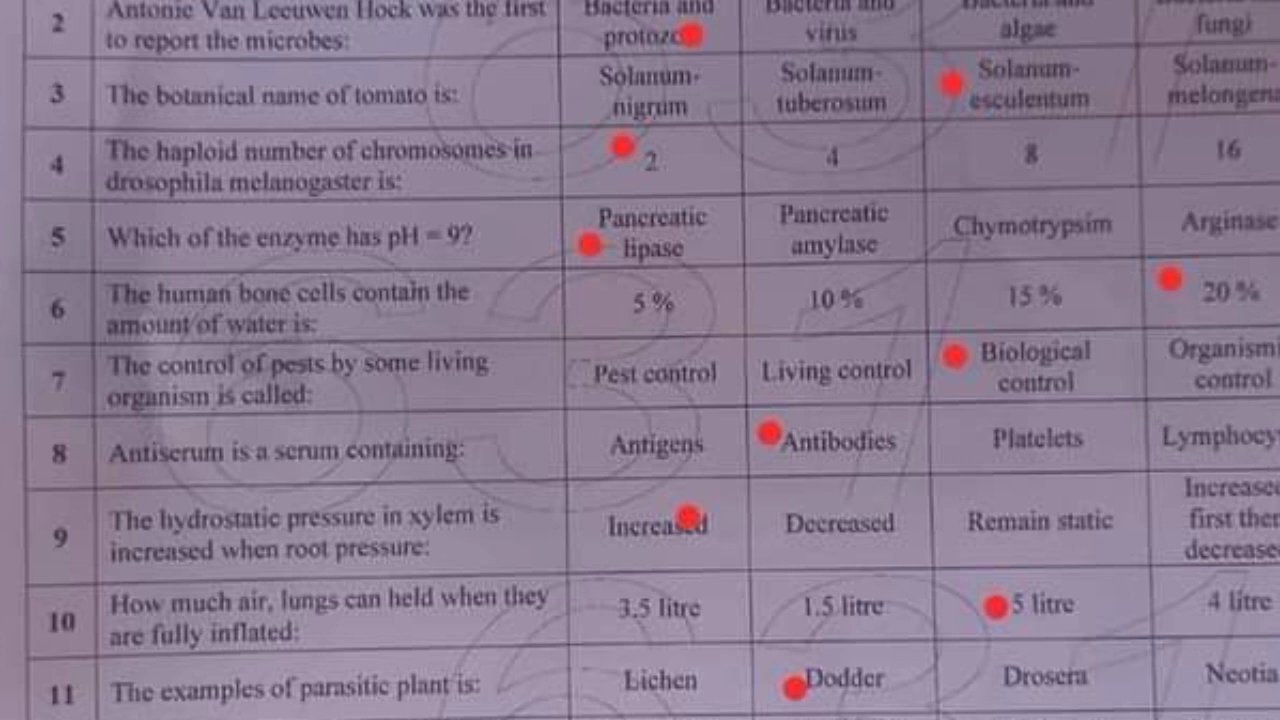 2
Antonie Van Leeuwen Hock was the first
to report the microbes:
Bacteria and
Bacteria and
virus
algae
fungi
3
The botanical name of tomato is:
Solanum-
nigrum
Solanum-
tuberosum
Solanum-
esculentum
Solanum-
melongena
4
The haploid number of chromosomes in
drosophila melanogaster is:
2
4
8
16
5
Which of the enzyme has pH = 9?
Pancreatic
lipase
Pancreatic
amylase
Chymotrypsim
Arginase
6
The human bone cells contain the
amount of water is:
5 %
10 %
15 %
20 %
7
The control of pests by some living
organism is called:
Pest control
Living control
Biological
control
Organismi
control
8
Antiserum is a serum containing:
Antigens
Antibodies
Platelets
Lymphocy
9
The hydrostatic pressure in xylem is
increased when root pressure:
Increased
Decreased
Remain static
Increased
first then
decreased
10
How much air, lungs can held when they
are fully inflated:
3.5 litre
1.5 litre
5 litre
4 litre
11
The examples of parasitic plant is:
Lichen
Dodder
Drosera
Neotia